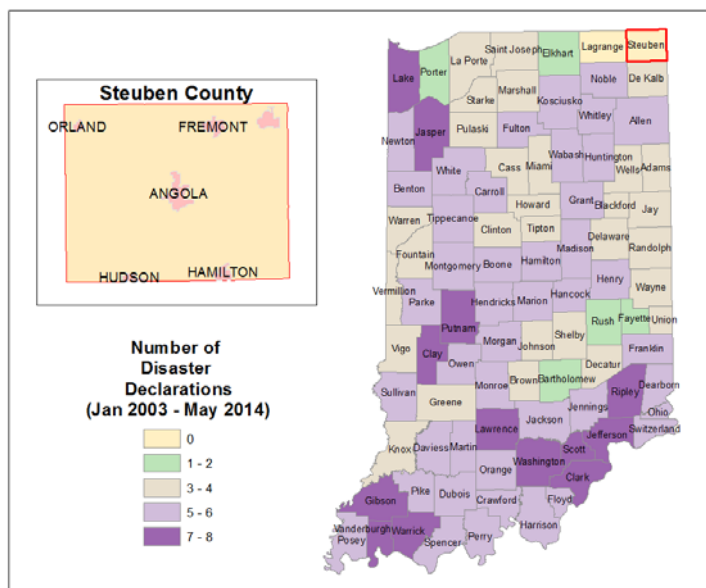 Steuben County
ORLAND
FREMONT
ANGOLA
HUDSON
HAMILTON
Number of
Disaster
Declarations
(Jan 2003 - May 2014)
0
1 - 2
3 - 4
5 - 6
7 - 8
Lake
Porter
La Porte
Saint Joseph
Elkhart
Lagrange
Steuben
Noble
De Kalb
Starke
Marshall
Kosciusko
Whitley
Allen
Newton
Jasper
Pulaski
Fulton
Wabash
Huntington
Wells
Adams
Benton
White
Cass
Miami
Carroll
Grant
Blackford
Jay
Warren
Tippecanoe
Howard
Clinton
Tipton
Delaware
Randolph
Fountain
Montgomery
Boone
Hamilton
Madison
Henry
Wayne
Vermillion
Parke
Putnam
Hendricks
Marion
Hancock
Rush
Fayette
Union
Vigo
Clay
Owen
Morgan
Johnson
Shelby
Decatur
Franklin
Sullivan
Greene
Monroe
Brown
Bartholomew
Jennings
Ripley
Dearborn
Ohio
Switzerland
Knox
Daviess
Martin
Lawrence
Jackson
Washington
Scott
Jefferson
Clark
Gibson
Pike
Dubois
Orange
Crawford
Floyd
Harrison
Vanderburgh
Posey
Warrick
Spencer
Perry